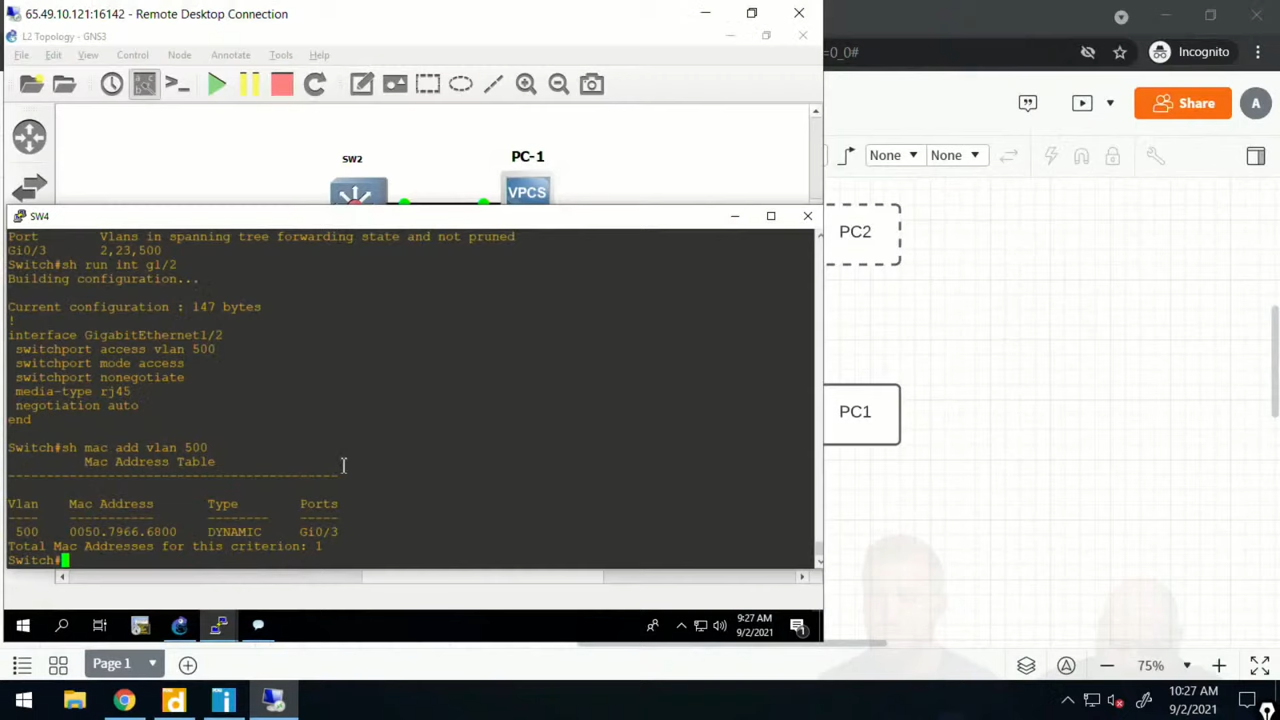 65.49.10.121:16142 - Remote Desktop Connection
L2 Topology - GNS3
File Edit View Control Node Annotate Tools Help
SW2
PC-1
VPCS
SW4
Port Vlans in spanning tree forwarding state and not pruned
Gi0/3 2,23,500
Switch#sh run int g1/2
Building configuration...
Current configuration : 147 bytes
!
interface GigabitEthernet1/2
switchport access vlan 500
switchport mode access
switchport nonegotiate
media-type rj45
negotiation auto
end
Switch#sh mac add vlan 500
Mac Address Table
-------------------------------------------
Vlan Mac Address Type Ports
---- ----------- -------- -----
500 0050.7966.6800 DYNAMIC Gi0/3
Total Mac Addresses for this criterion: 1
Switch#
9:27 AM
9/2/2021
1
=0_0#
Incognito
Share
A
None
None
PC2
PC1
Page 1
75%
10:27 AM
9/2/2021